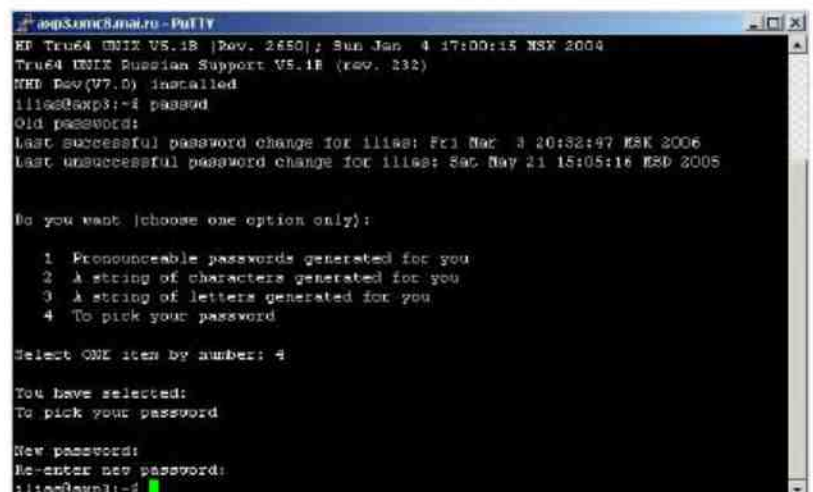 axp3.umc8.mai.ru - PuTTY
HP Tru64 UNIX V5.1B (Rev. 2650); Sun Jan 4 17:00:15 MSK 2004
Tru64 UNIX Russian Support V5.1B (rev. 232)
NHD Rev(V7.0) installed
ilias@axp3:~$ passwd
Old password:
Last successful password change for ilias: Fri Mar 3 20:32:47 MSK 2006
Last unsuccessful password change for ilias: Sat May 21 15:05:16 MSD 2005
Do you want (choose one option only):
1 Pronounceable passwords generated for you
2 A string of characters generated for you
3 A string of letters generated for you
4 To pick your password
Select ONE item by number: 4
You have selected:
To pick your password
New password:
Re-enter new password:
ilias@axp3:~$